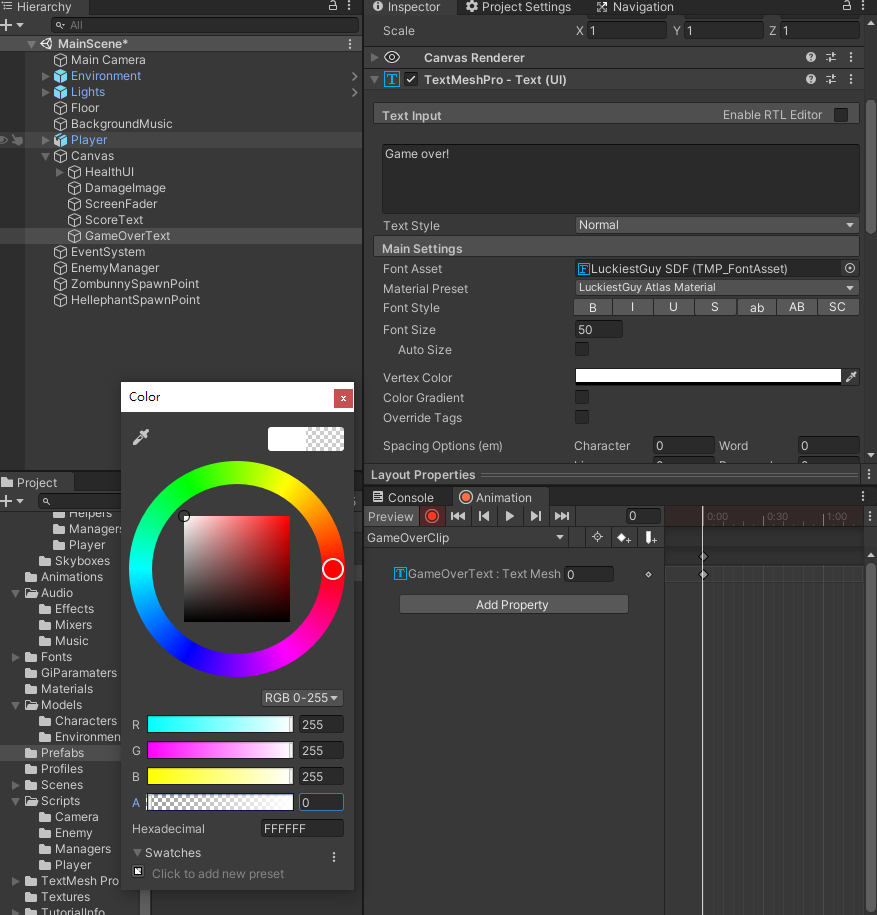 Hierarchy
All
MainScene*
Main Camera
Environment
Lights
Floor
BackgroundMusic
Player
Canvas
HealthUI
DamageImage
ScreenFader
ScoreText
GameOverText
EventSystem
EnemyManager
ZombunnySpawnPoint
HellephantSpawnPoint
Inspector
Project Settings
Navigation
Scale X 1 Y 1 Z 1
Canvas Renderer
TextMeshPro - Text (UI)
Text Input Enable RTL Editor
Game over!
Text Style Normal
Main Settings
Font Asset LuckiestGuy SDF (TMP_FontAsset)
Material Preset LuckiestGuy Atlas Material
Font Style B I U S ab AB SC
Font Size 50
Auto Size
Vertex Color
Color Gradient
Override Tags
Spacing Options (em) Character 0 Word 0
Layout Properties
Project
Helpers
Managers
Player
Skyboxes
Animations
Audio
Effects
Mixers
Music
Fonts
GiParamaters
Materials
Models
Characters
Environmen
Prefabs
Profiles
Scenes
Scripts
Camera
Enemy
Managers
Player
TextMesh Pro
Textures
TutorialInfo
Color
x
RGB 0-255
R 255
G 255
B 255
A 0
Hexadecimal FFFFFF
Swatches
Click to add new preset
Console
Animation
Preview 0 0:00 0:30 1:00
GameOverClip
GameOverText : Text Mesh 0
Add Property